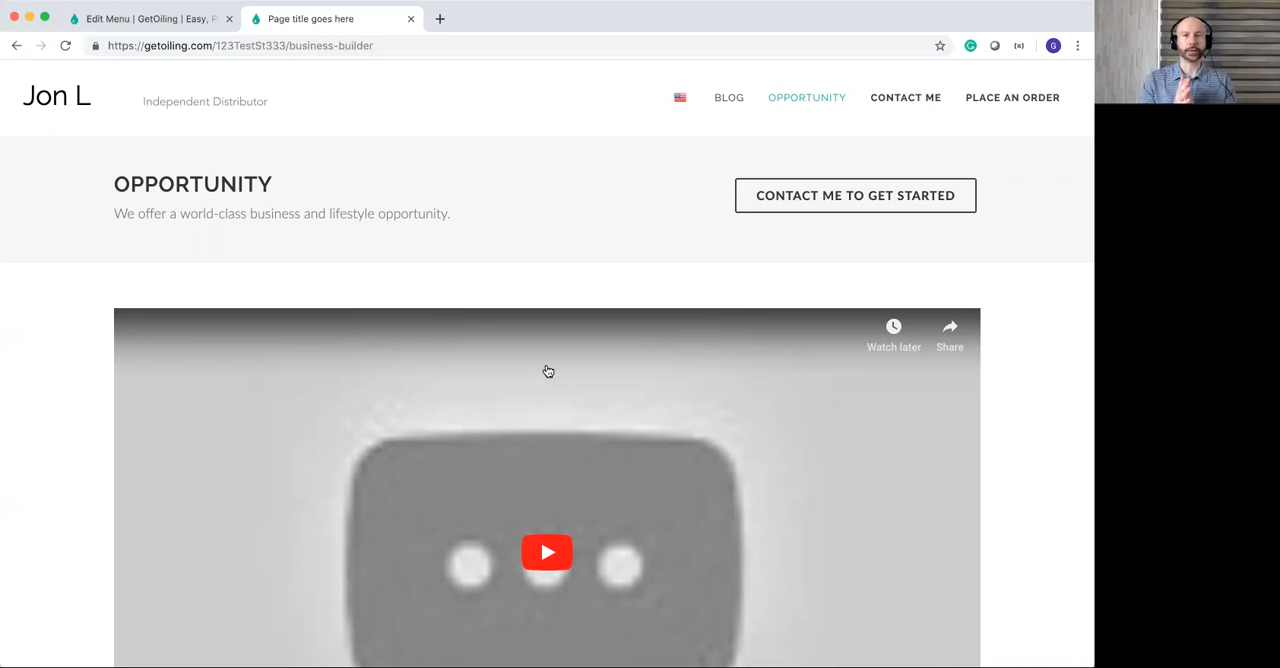 Edit Menu | GetOiling | Easy,
Page title goes here
https://getoiling.com/123TestSt333/business-builder
G
Jon L
Independent Distributor
BLOG
OPPORTUNITY
CONTACT ME
PLACE AN ORDER
OPPORTUNITY
We offer a world-class business and lifestyle opportunity.
CONTACT ME TO GET STARTED
Watch later
Share